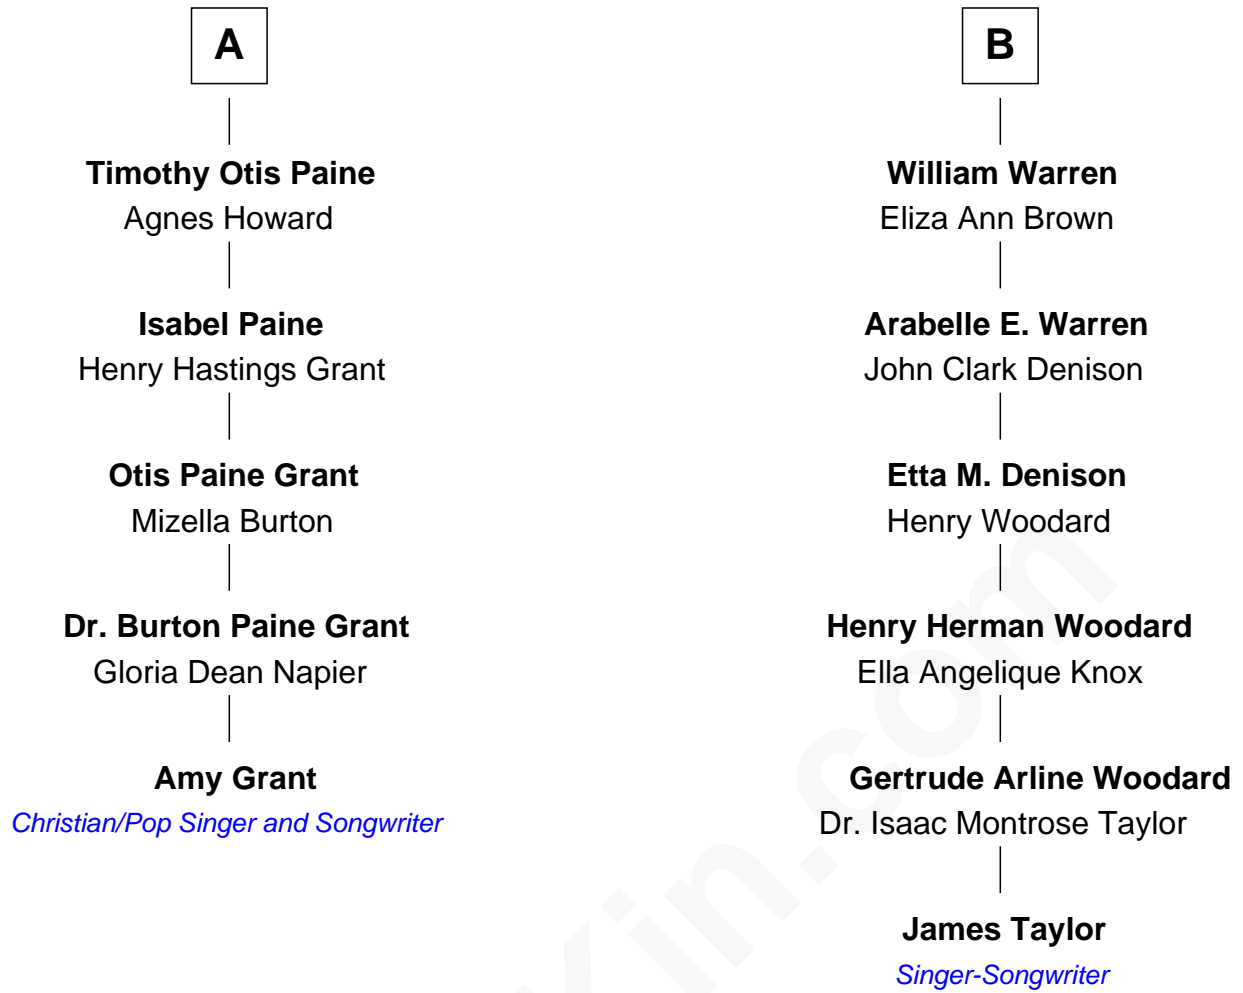 A
Timothy Otis Paine
Agnes Howard
Isabel Paine
Henry Hastings Grant
Otis Paine Grant
Mizella Burton
Dr. Burton Paine Grant
Gloria Dean Napier
Amy Grant
Christian/Pop Singer and Songwriter
B
William Warren
Eliza Ann Brown
Arabelle E. Warren
John Clark Denison
Etta M. Denison
Henry Woodard
Henry Herman Woodard
Ella Angelique Knox
Gertrude Arline Woodard
Dr. Isaac Montrose Taylor
James Taylor
Singer-Songwriter
Kin.com